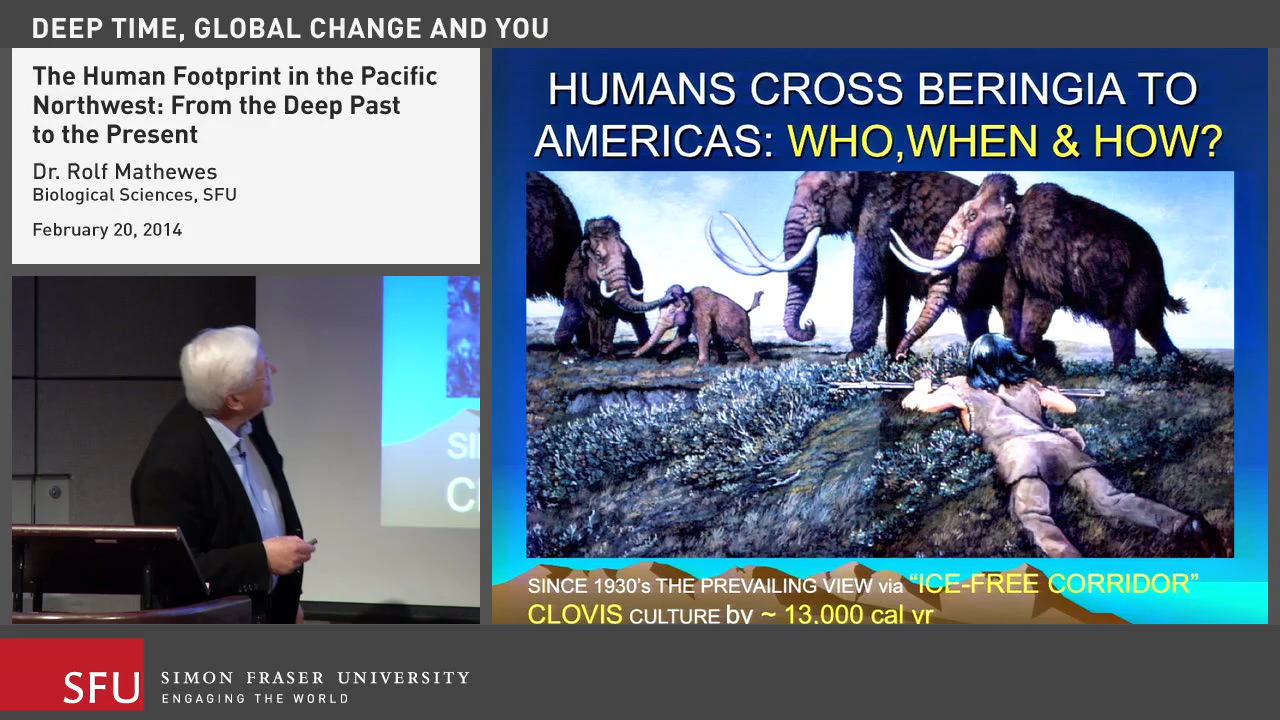 DEEP TIME, GLOBAL CHANGE AND YOU
The Human Footprint in the Pacific
Northwest: From the Deep Past
to the Present
Dr. Rolf Mathewes
Biological Sciences, SFU
February 20, 2014
HUMANS CROSS BERINGIA TO
AMERICAS: WHO,WHEN & HOW?
SINCE 1930's THE PREVAILING VIEW via "ICE-FREE CORRIDOR"
CLOVIS CULTURE by ~ 13,000 cal yr
SFU
SIMON FRASER UNIVERSITY
ENGAGING THE WORLD